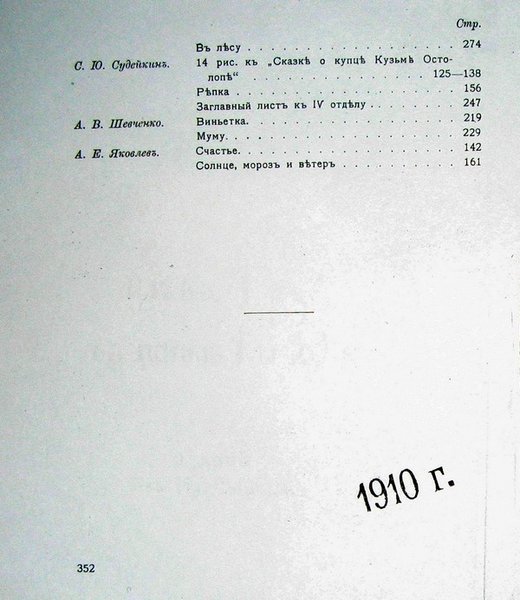 Стр.
Въ лѣсу . . . . . . . . . . . . . . . . . . . 274
С. Ю. Судейкинъ. 14 рис. къ „Сказкѣ о купцѣ Кузьмѣ Осто-
лопѣ“ . . . . . . . . . . . . . . . . 125—138
Рѣпка . . . . . . . . . . . . . . . . . . . . 156
Заглавный листъ къ IV отдѣлу . . . . . . . . 247
А. В. Шевченко. Виньетка. . . . . . . . . . . . . . . . . . . 219
Муму. . . . . . . . . . . . . . . . . . . . . 229
А. Е. Яковлевъ. Счастье. . . . . . . . . . . . . . . . . . . . 142
Солнце, морозъ и вѣтеръ . . . . . . . . . . . 161
1910 г.
352